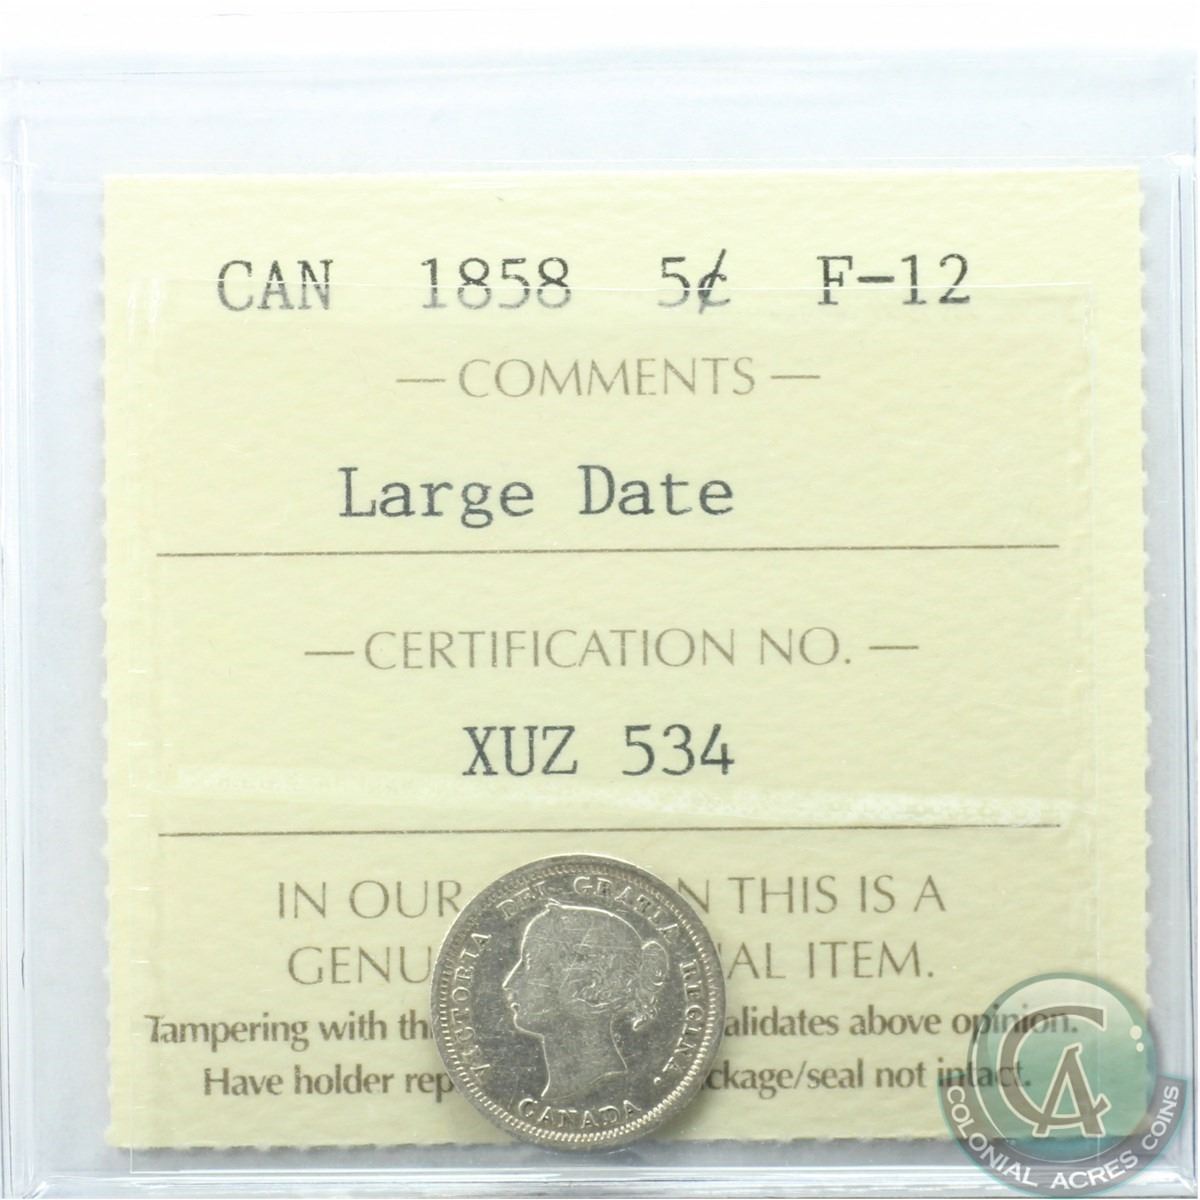 CAN 1858 5¢ F-12
— COMMENTS —
Large Date
— CERTIFICATION NO. —
XUZ 534
IN OUR N THIS IS A
GENU AL ITEM.
Tampering with th alidates above opinion.
Have holder rep ckage/seal not intact.
VICTORIA DEI GRATIA REGINA.
CANADA
CA
COLONIAL ACRES COINS